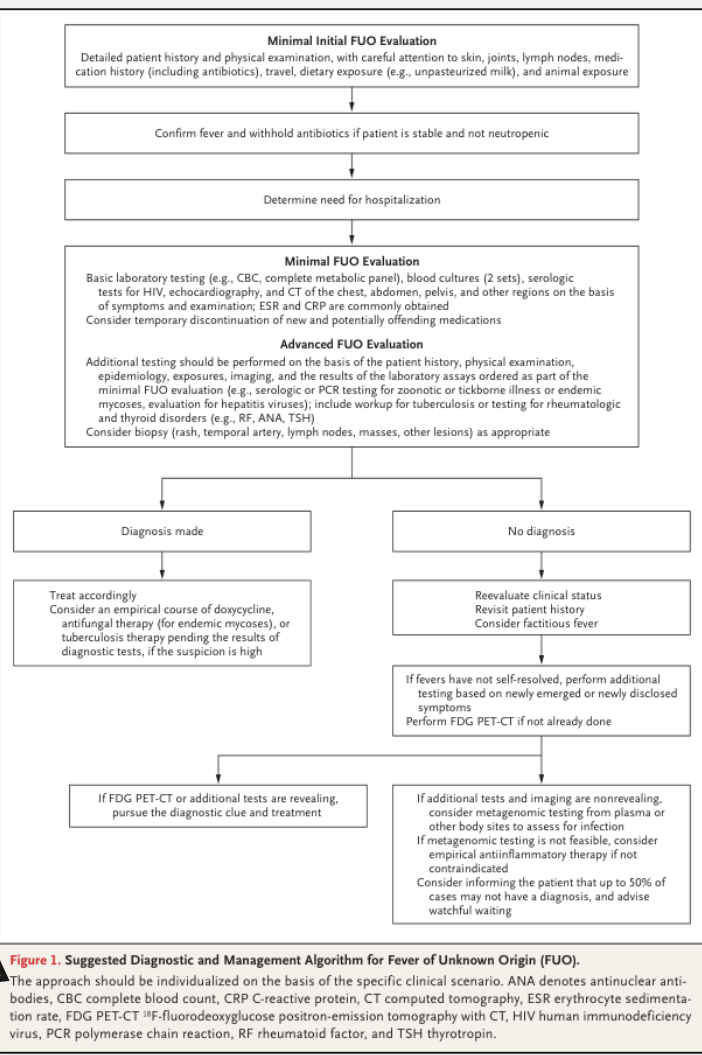 Minimal Initial FUO Evaluation
Detailed patient history and physical examination, with careful attention to skin, joints, lymph nodes, medi-
cation history (including antibiotics), travel, dietary exposure (e.g., unpasteurized milk), and animal exposure
Confirm fever and withhold antibiotics if patient is stable and not neutropenic
Determine need for hospitalization
Minimal FUO Evaluation
Basic laboratory testing (e.g., CBC, complete metabolic panel), blood cultures (2 sets), serologic
tests for HIV, echocardiography, and CT of the chest, abdomen, pelvis, and other regions on the basis
of symptoms and examination; ESR and CRP are commonly obtained
Consider temporary discontinuation of new and potentially offending medications
Advanced FUO Evaluation
Additional testing should be performed on the basis of the patient history, physical examination,
epidemiology, exposures, imaging, and the results of the laboratory assays ordered as part of the
minimal FUO evaluation (e.g., serologic or PCR testing for zoonotic or tickborne illness or endemic
mycoses, evaluation for hepatitis viruses); include workup for tuberculosis or testing for rheumatologic
and thyroid disorders (e.g., RF, ANA, TSH)
Consider biopsy (rash, temporal artery, lymph nodes, masses, other lesions) as appropriate
Diagnosis made
No diagnosis
Treat accordingly
Consider an empirical course of doxycycline,
antifungal therapy (for endemic mycoses), or
tuberculosis therapy pending the results of
diagnostic tests, if the suspicion is high
Reevaluate clinical status
Revisit patient history
Consider factitious fever
If fevers have not self-resolved, perform additional
testing based on newly emerged or newly disclosed
symptoms
Perform FDG PET-CT if not already done
If FDG PET-CT or additional tests are revealing,
pursue the diagnostic clue and treatment
If additional tests and imaging are nonrevealing,
consider metagenomic testing from plasma or
other body sites to assess for infection
If metagenomic testing is not feasible, consider
empirical antiinflammatory therapy if not
contraindicated
Consider informing the patient that up to 50% of
cases may not have a diagnosis, and advise
watchful waiting
Figure 1. Suggested Diagnostic and Management Algorithm for Fever of Unknown Origin (FUO).
The approach should be individualized on the basis of the specific clinical scenario. ANA denotes antinuclear anti-
bodies, CBC complete blood count, CRP C-reactive protein, CT computed tomography, ESR erythrocyte sedimenta-
tion rate, FDG PET-CT ¹⁸F-fluorodeoxyglucose positron-emission tomography with CT, HIV human immunodeficiency
virus, PCR polymerase chain reaction, RF rheumatoid factor, and TSH thyrotropin.